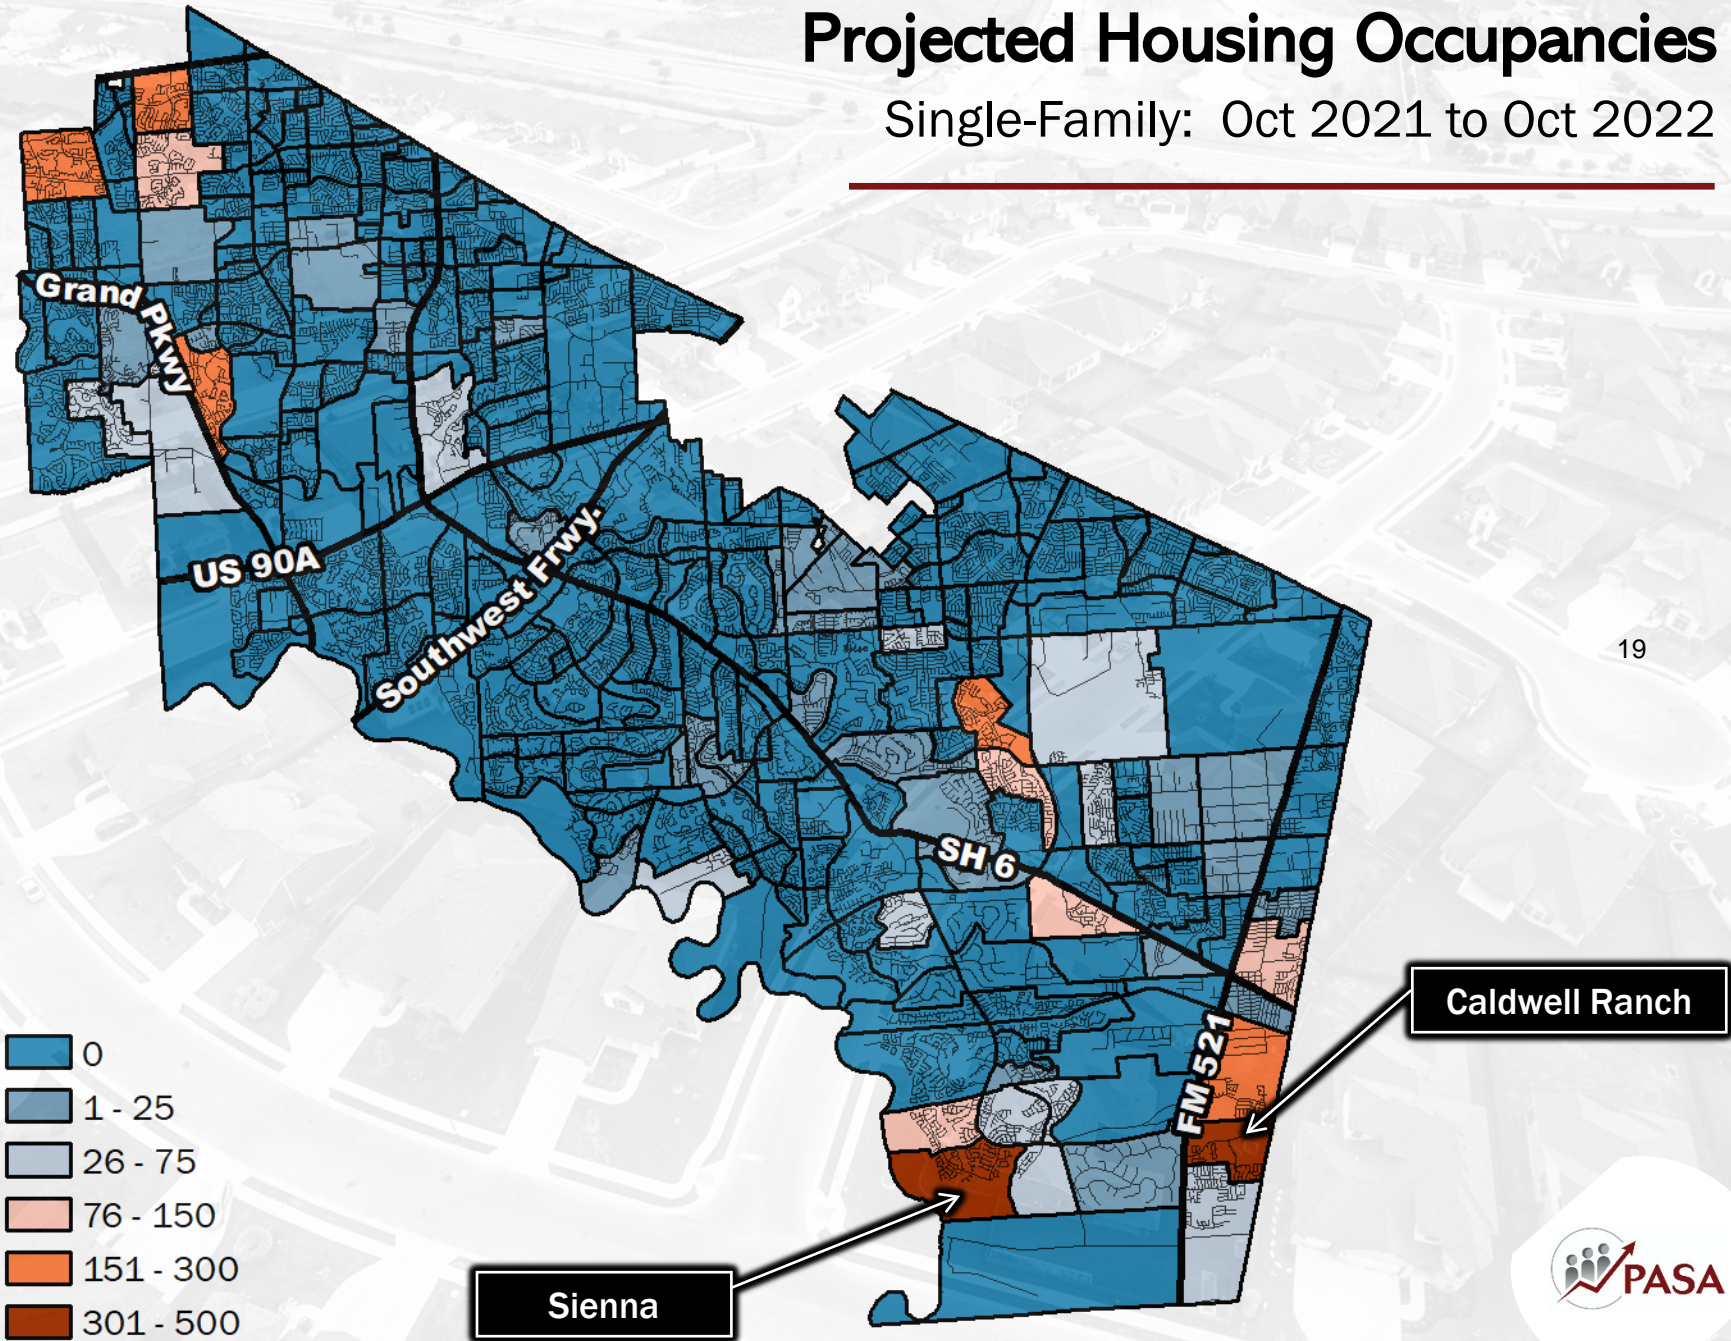 Projected Housing Occupancies
Single-Family: Oct 2021 to Oct 2022
Grand Pkwy
US 90A
Southwest Frwy.
19
SH 6
Caldwell Ranch
FM 521
Sienna
0
1 - 25
26 - 75
76 - 150
151 - 300
301 - 500
PASA